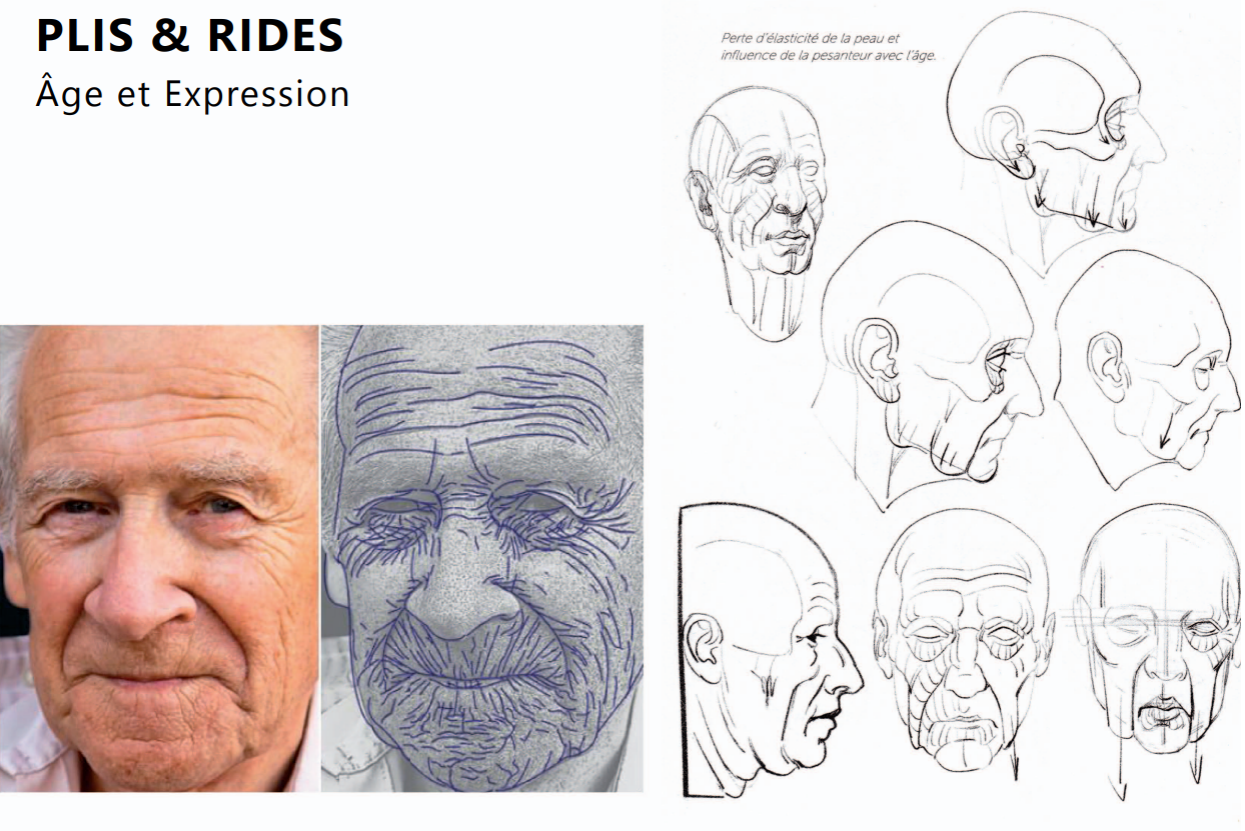 PLIS & RIDES
Âge et Expression
Perte d'élasticité de la peau et
influence de la pesanteur avec l'âge.